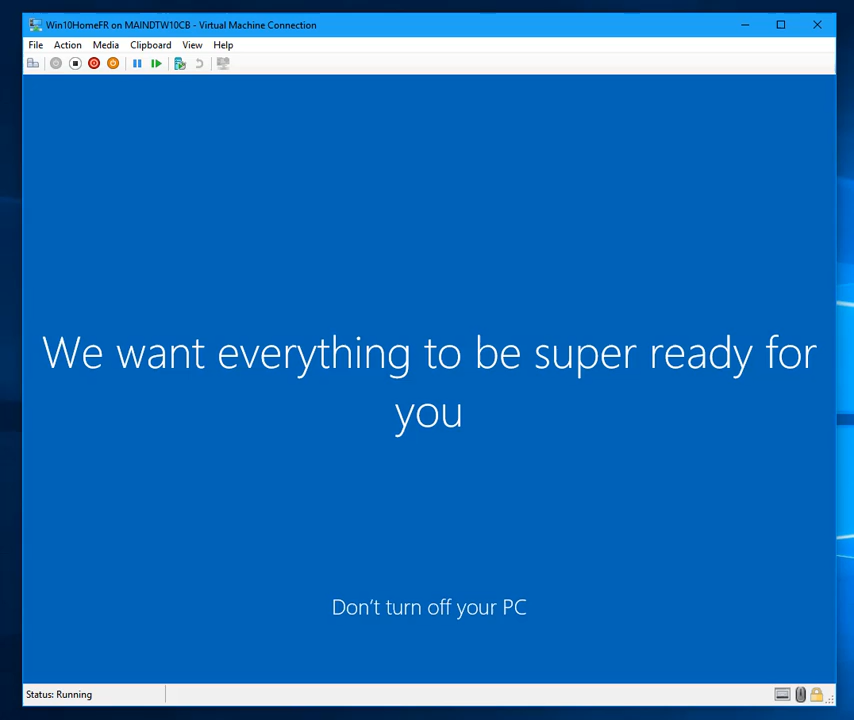 Win10HomeFR on MAINDTW10CB - Virtual Machine Connection
File Action Media Clipboard View Help
We want everything to be super ready for
you
Don't turn off your PC
Status: Running